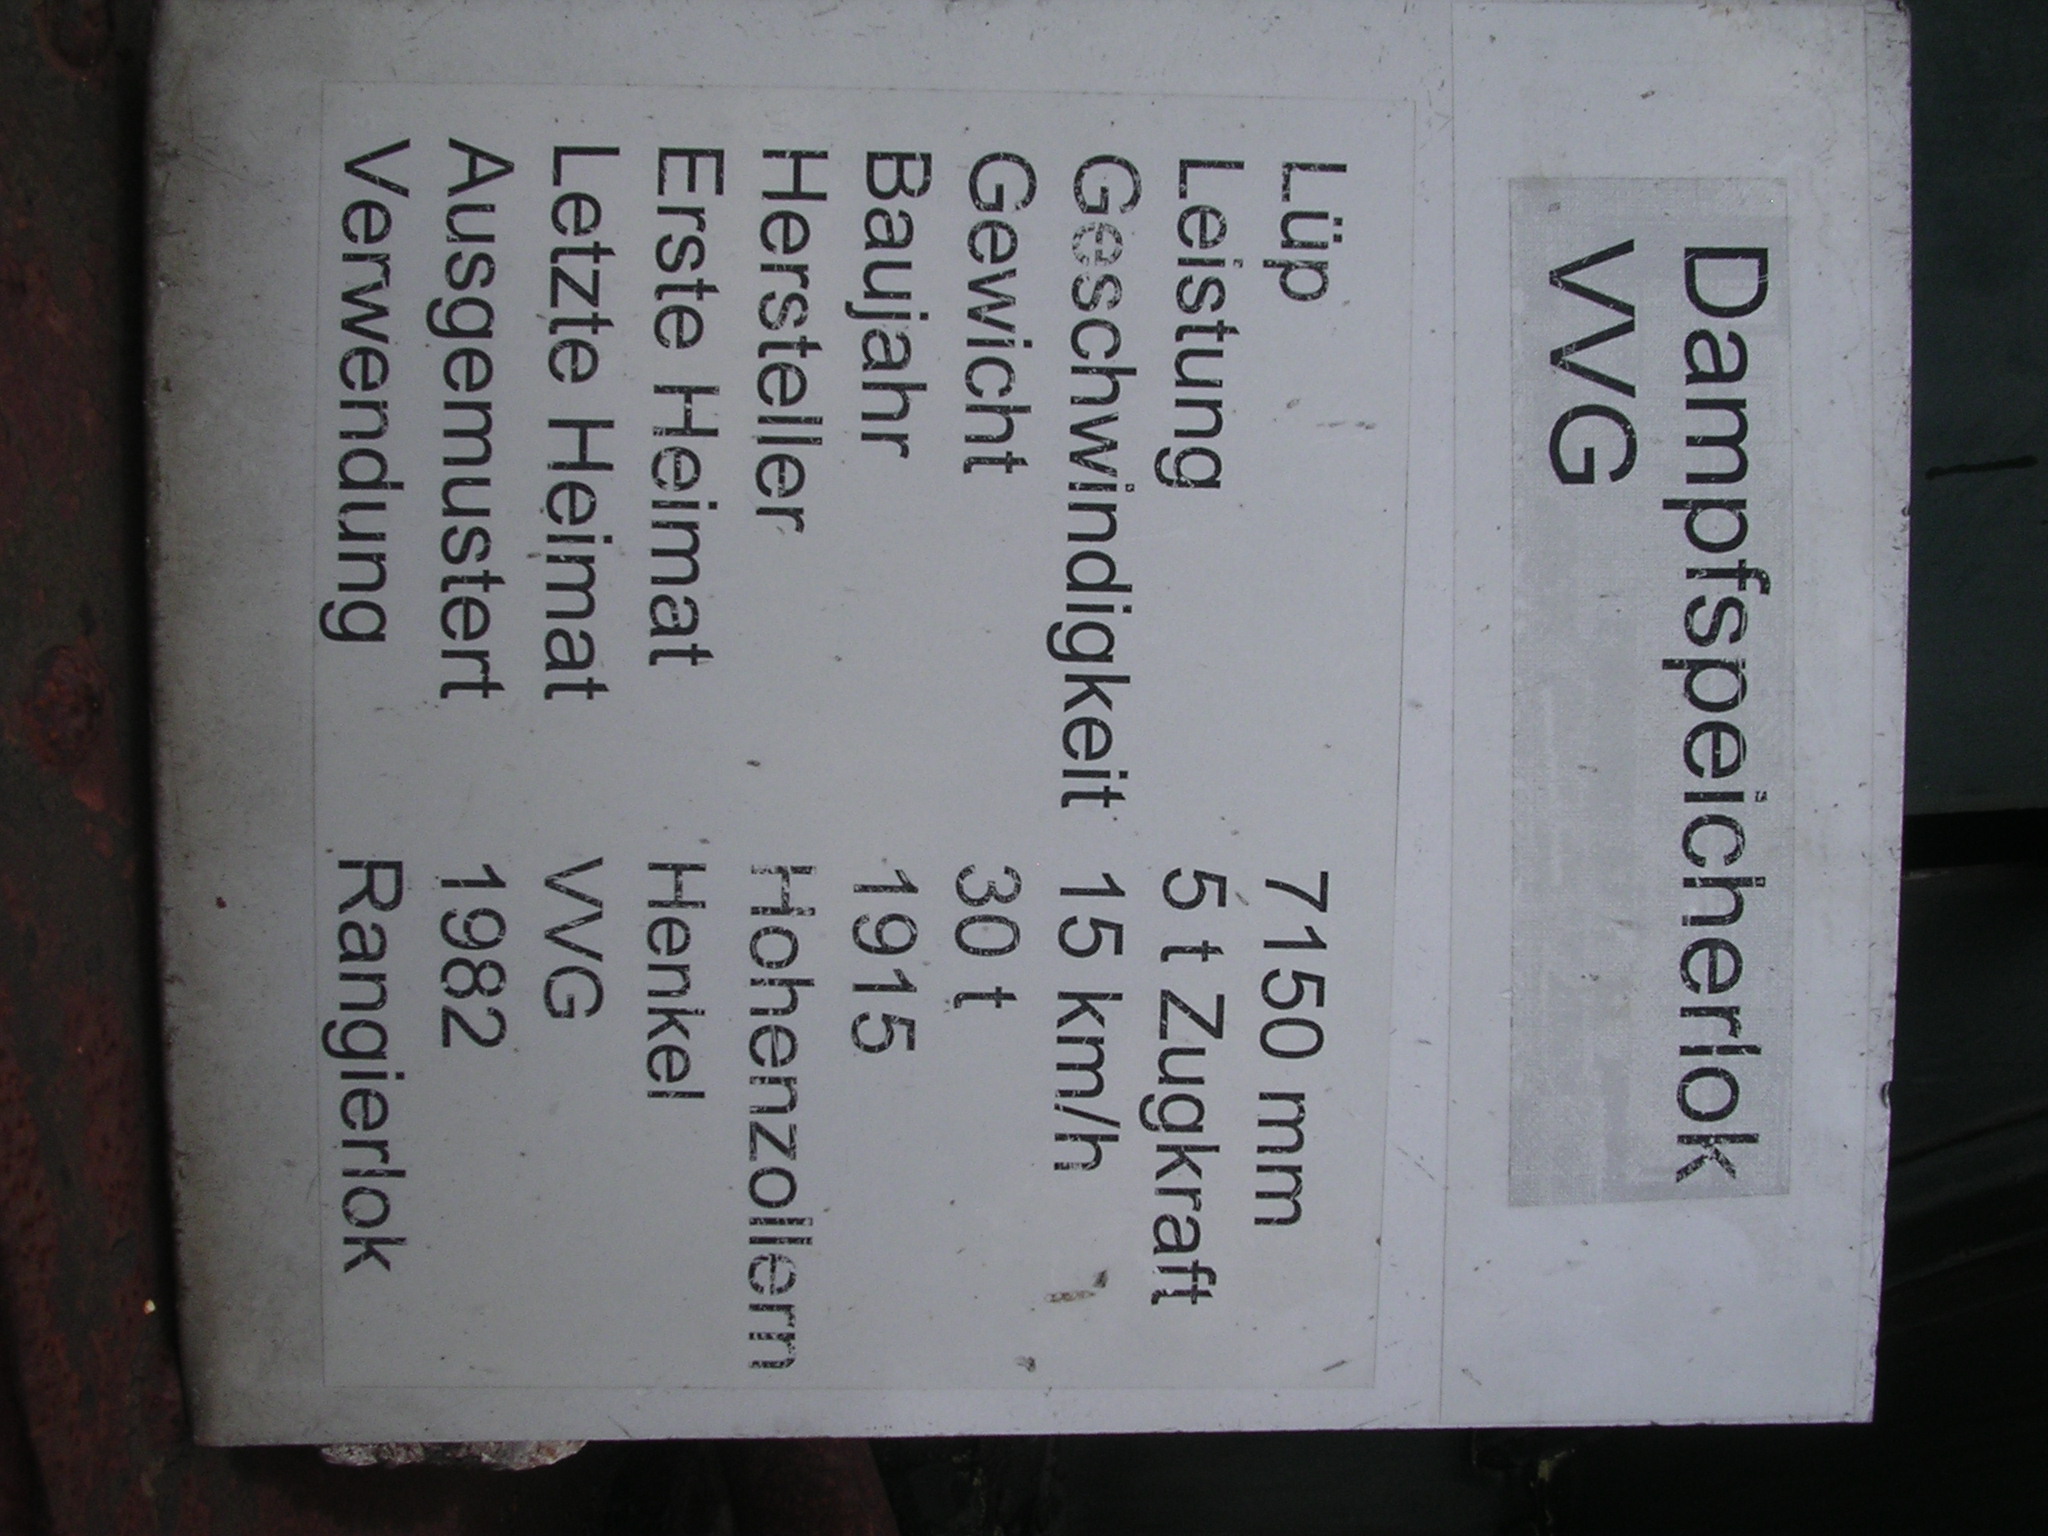 Dampfspeicherlok
VVG
Lüp 7150 mm
Leistung 5 t Zugkraft
Geschwindigkeit 15 km/h
Gewicht 30 t
Baujahr 1915
Hersteller Hohenzollern
Erste Heimat Henkel
Letzte Heimat VVG
Ausgemustert 1982
Verwendung Rangierlok